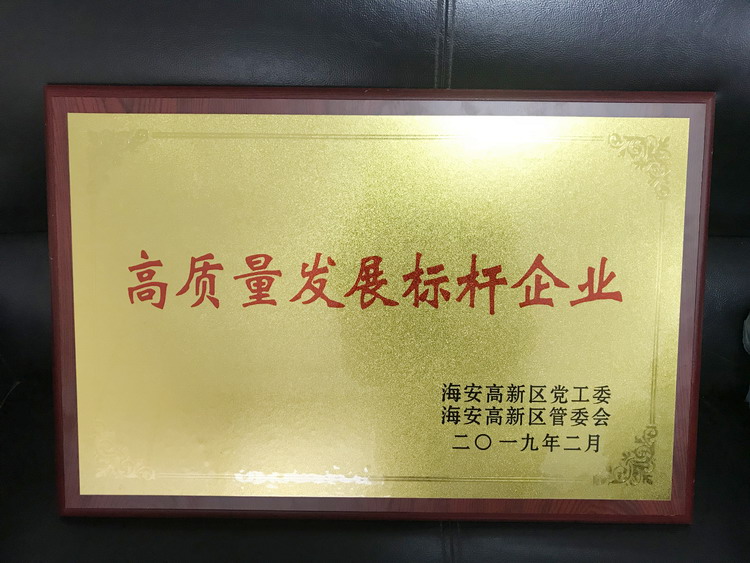 高质量发展标杆企业
海安高新区党工委
海安高新区管委会
二〇一九年二月